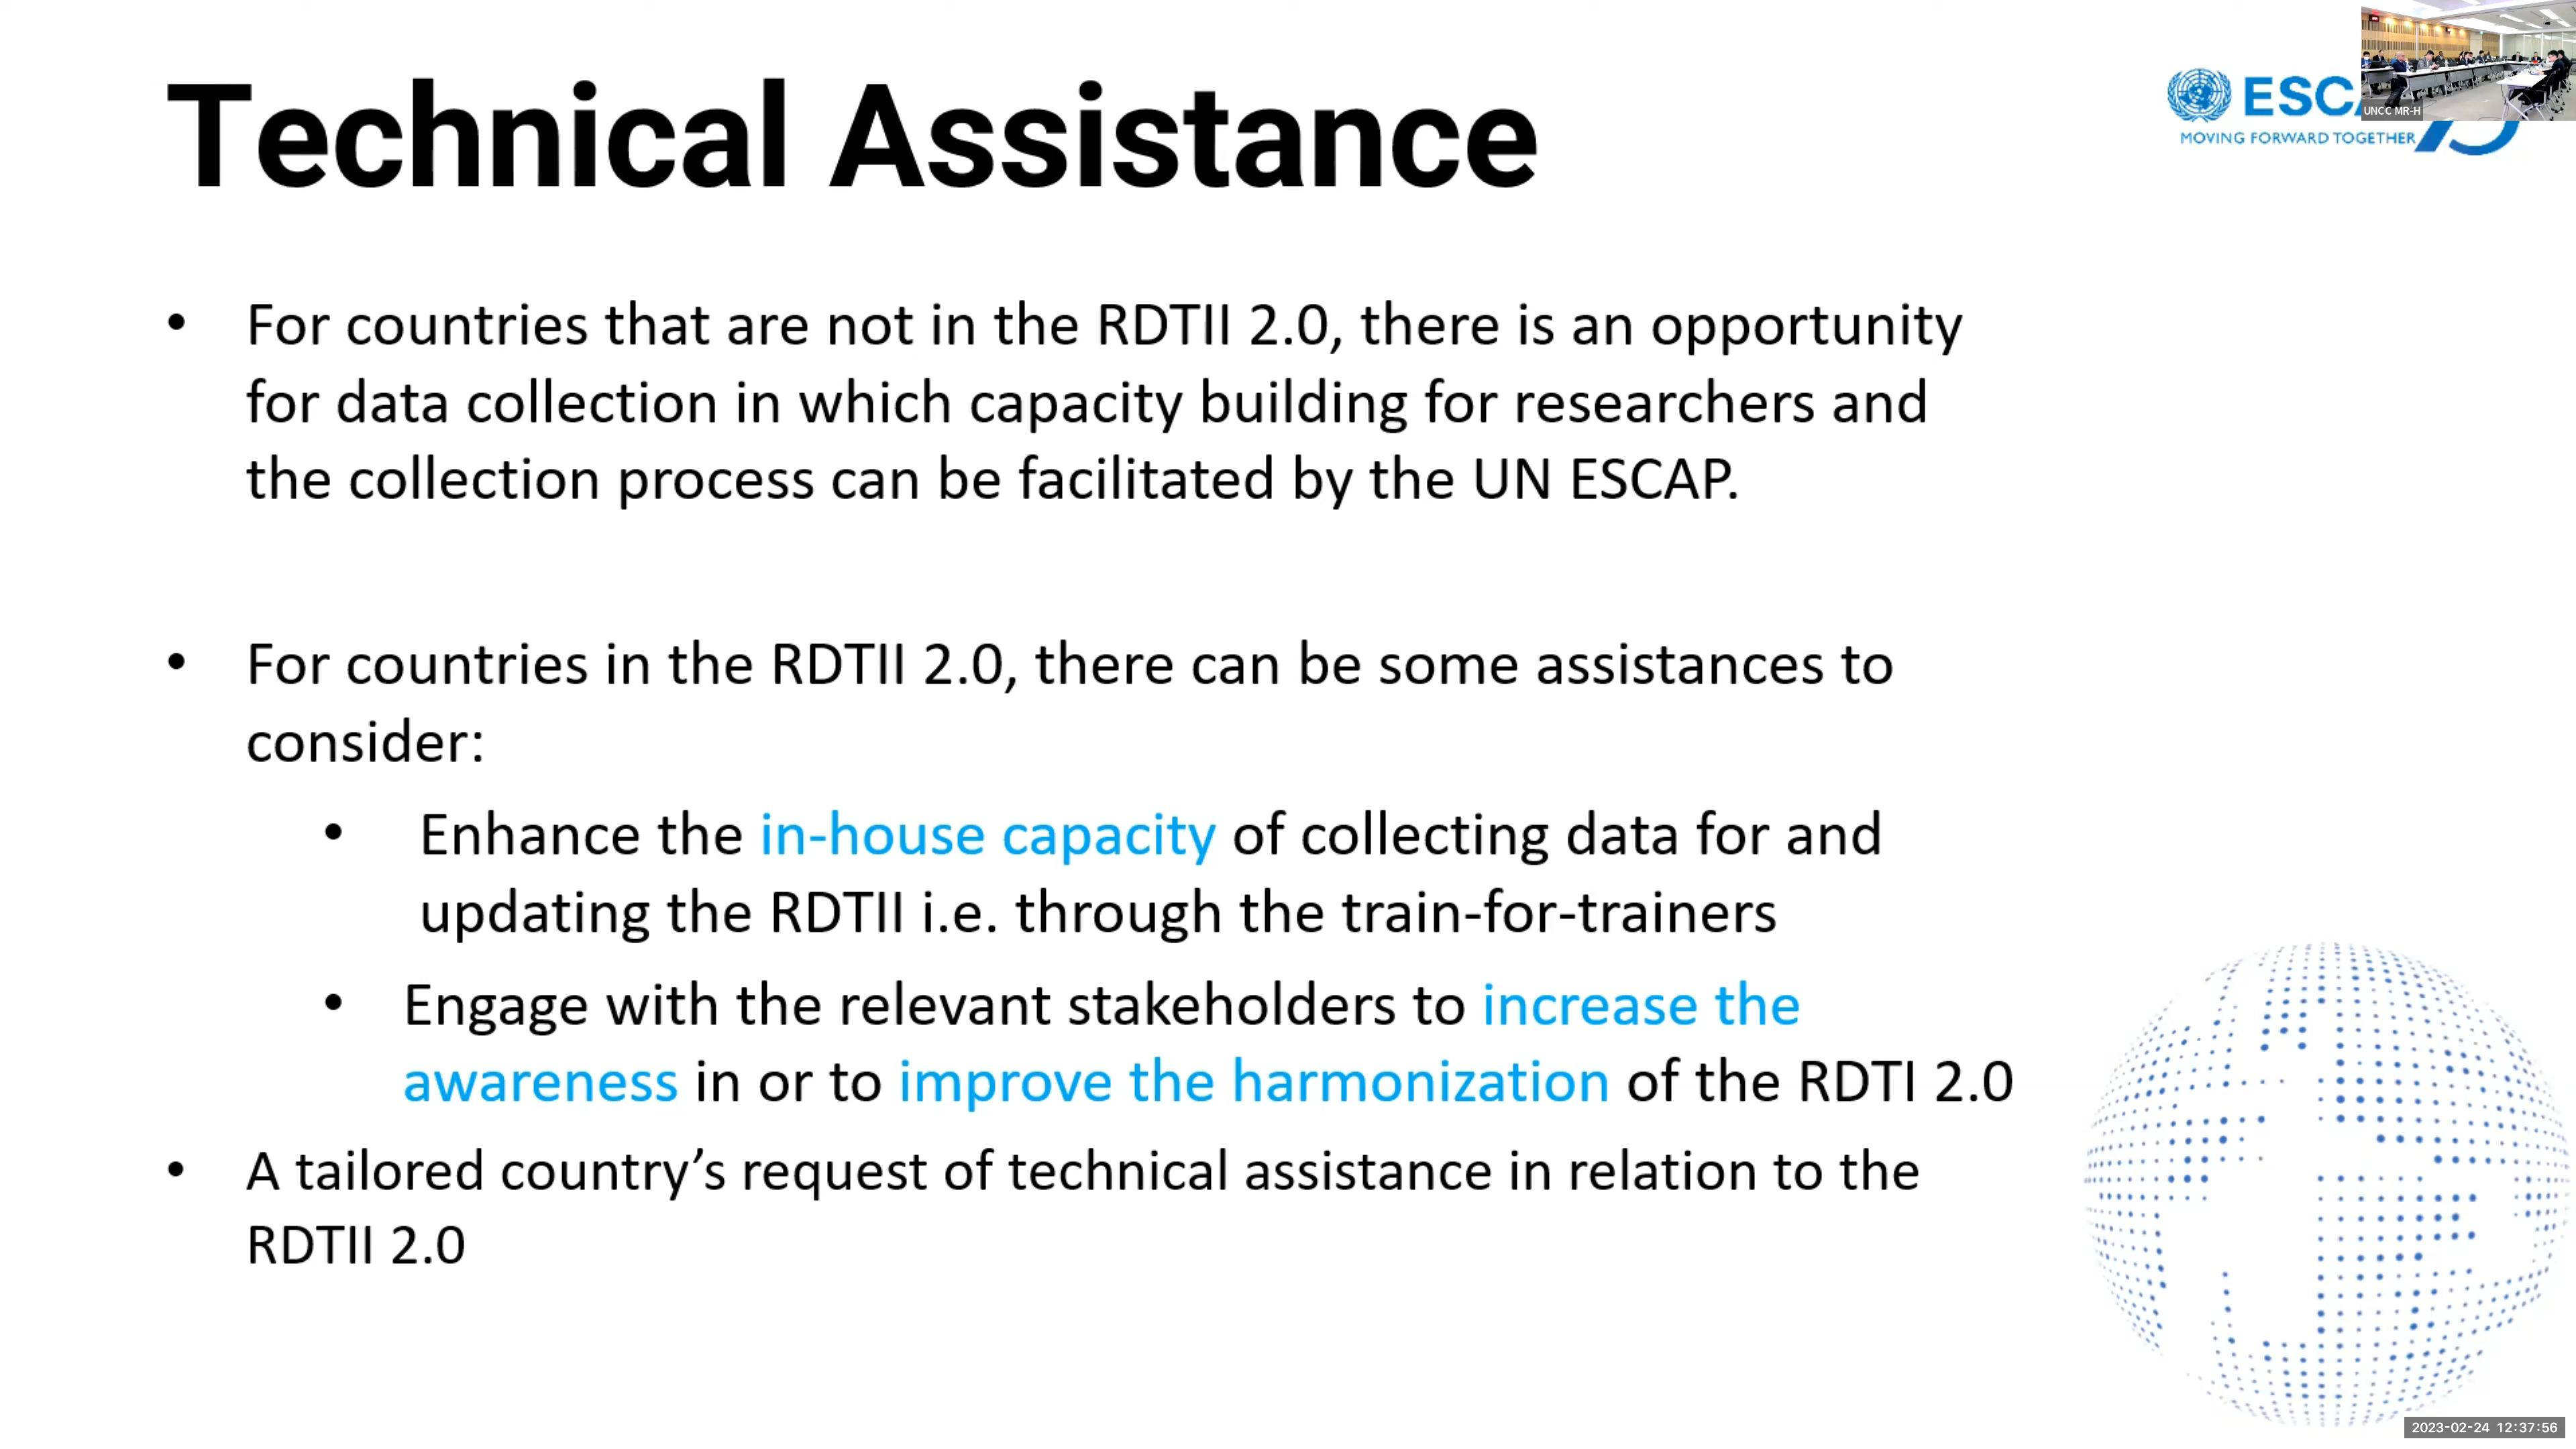 Technical Assistance
UNCC MR-H
MOVING FORWARD TOGETHER
• For countries that are not in the RDTII 2.0, there is an opportunity
for data collection in which capacity building for researchers and
the collection process can be facilitated by the UN ESCAP.
• For countries in the RDTII 2.0, there can be some assistances to
consider:
• Enhance the in-house capacity of collecting data for and
updating the RDTII i.e. through the train-for-trainers
• Engage with the relevant stakeholders to increase the
awareness in or to improve the harmonization of the RDTI 2.0
• A tailored country’s request of technical assistance in relation to the
RDTII 2.0
2023-02-24 12:37:56